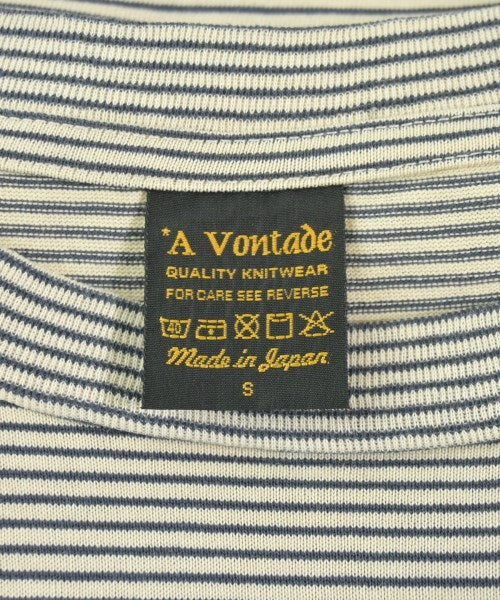 *A Vontade
QUALITY KNITWEAR
FOR CARE SEE REVERSE
40
Made in Japan
S